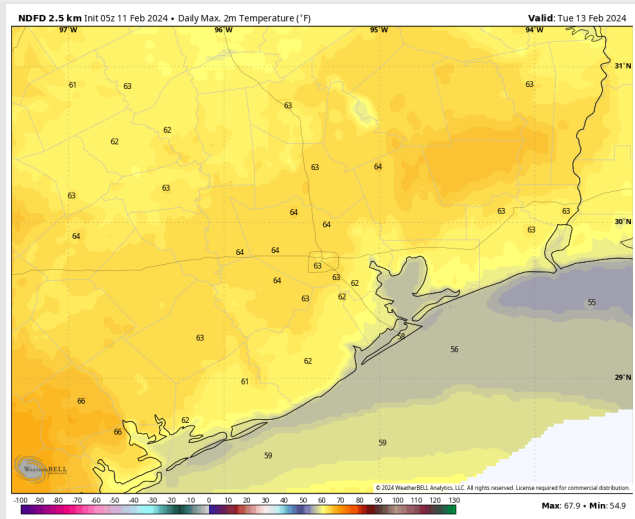 NDFD 2.5 km Init 05z 11 Feb 2024 • Daily Max. 2m Temperature (°F)
Valid: Tue 13 Feb 2024
97°W 96°W 95°W 94°W
31°N
61 63 63
63
62
62
63 64
63 63
64 63 63
64 63
64
64 64
63
64 63 62
63 62
55
63 58
56
62
29°N
61
66
62
66
59
59
30°N
WeatherBELL
© 2024 WeatherBELL Analytics, LLC. All rights reserved. License required for commercial distribution.
-100 -90 -80 -70 -60 -50 -40 -30 -20 -10 0 10 20 30 40 50 60 70 80 90 100 110 120 130
Max: 67.9 • Min: 54.9